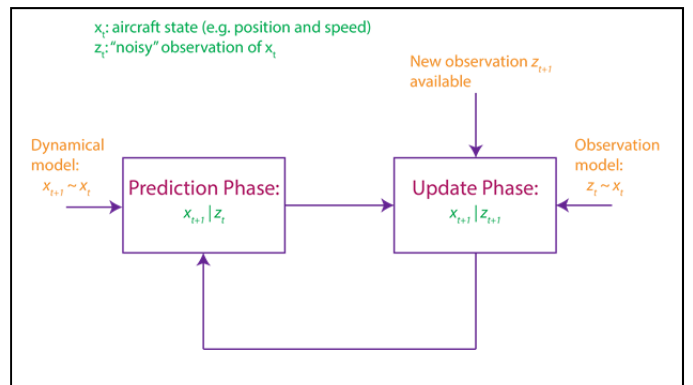 xₜ: aircraft state (e.g. position and speed)
zₜ: “noisy” observation of xₜ
New observation zₜ₊₁
available
Dynamical
model:
xₜ₊₁ ~ xₜ
Prediction Phase:
xₜ₊₁ | zₜ
Update Phase:
xₜ₊₁ | zₜ₊₁
Observation
model:
zₜ ~ xₜ